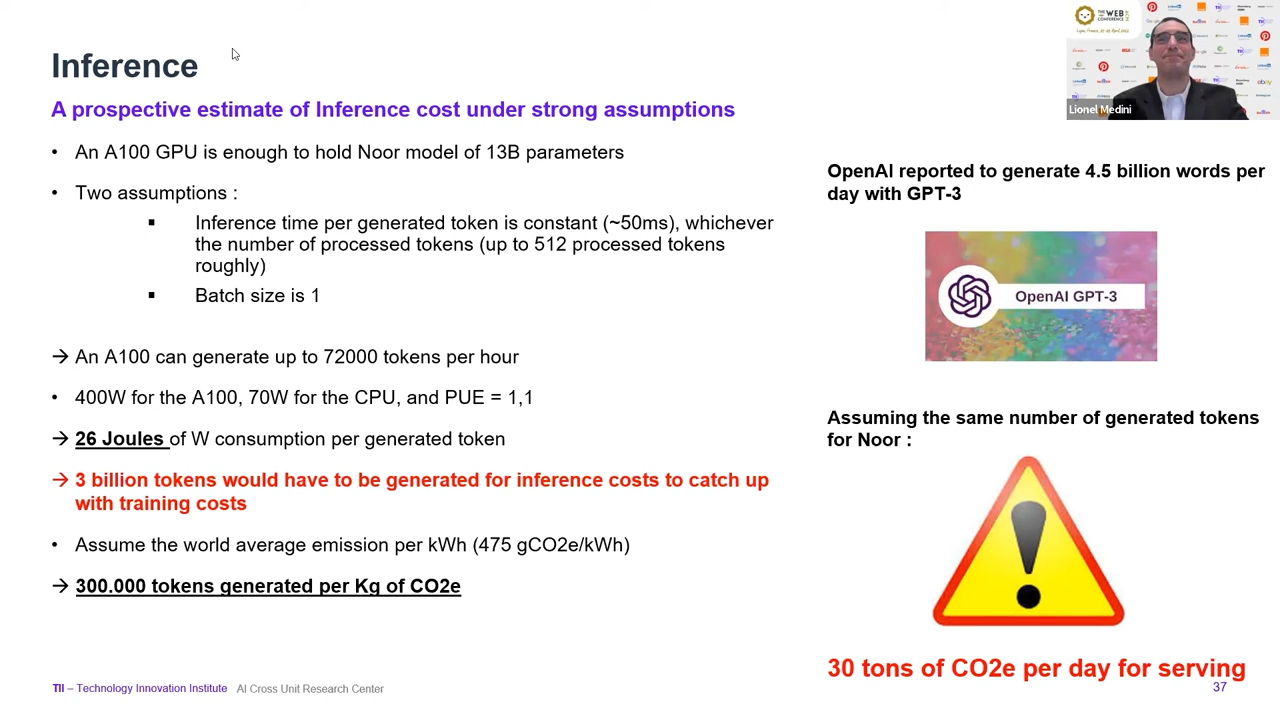 Inference
A prospective estimate of Inference cost under strong assumptions
• An A100 GPU is enough to hold Noor model of 13B parameters
• Two assumptions :
▪ Inference time per generated token is constant (~50ms), whichever
the number of processed tokens (up to 512 processed tokens
roughly)
▪ Batch size is 1
→ An A100 can generate up to 72000 tokens per hour
• 400W for the A100, 70W for the CPU, and PUE = 1,1
→ 26 Joules of W consumption per generated token
→ 3 billion tokens would have to be generated for inference costs to catch up
with training costs
• Assume the world average emission per kWh (475 gCO2e/kWh)
→ 300.000 tokens generated per Kg of CO2e
THE WEB
CONFERENCE
Lionel Medini
OpenAI reported to generate 4.5 billion words per
day with GPT-3
OpenAI GPT-3
Assuming the same number of generated tokens
for Noor :
30 tons of CO2e per day for serving
TII – Technology Innovation Institute AI Cross Unit Research Center
37